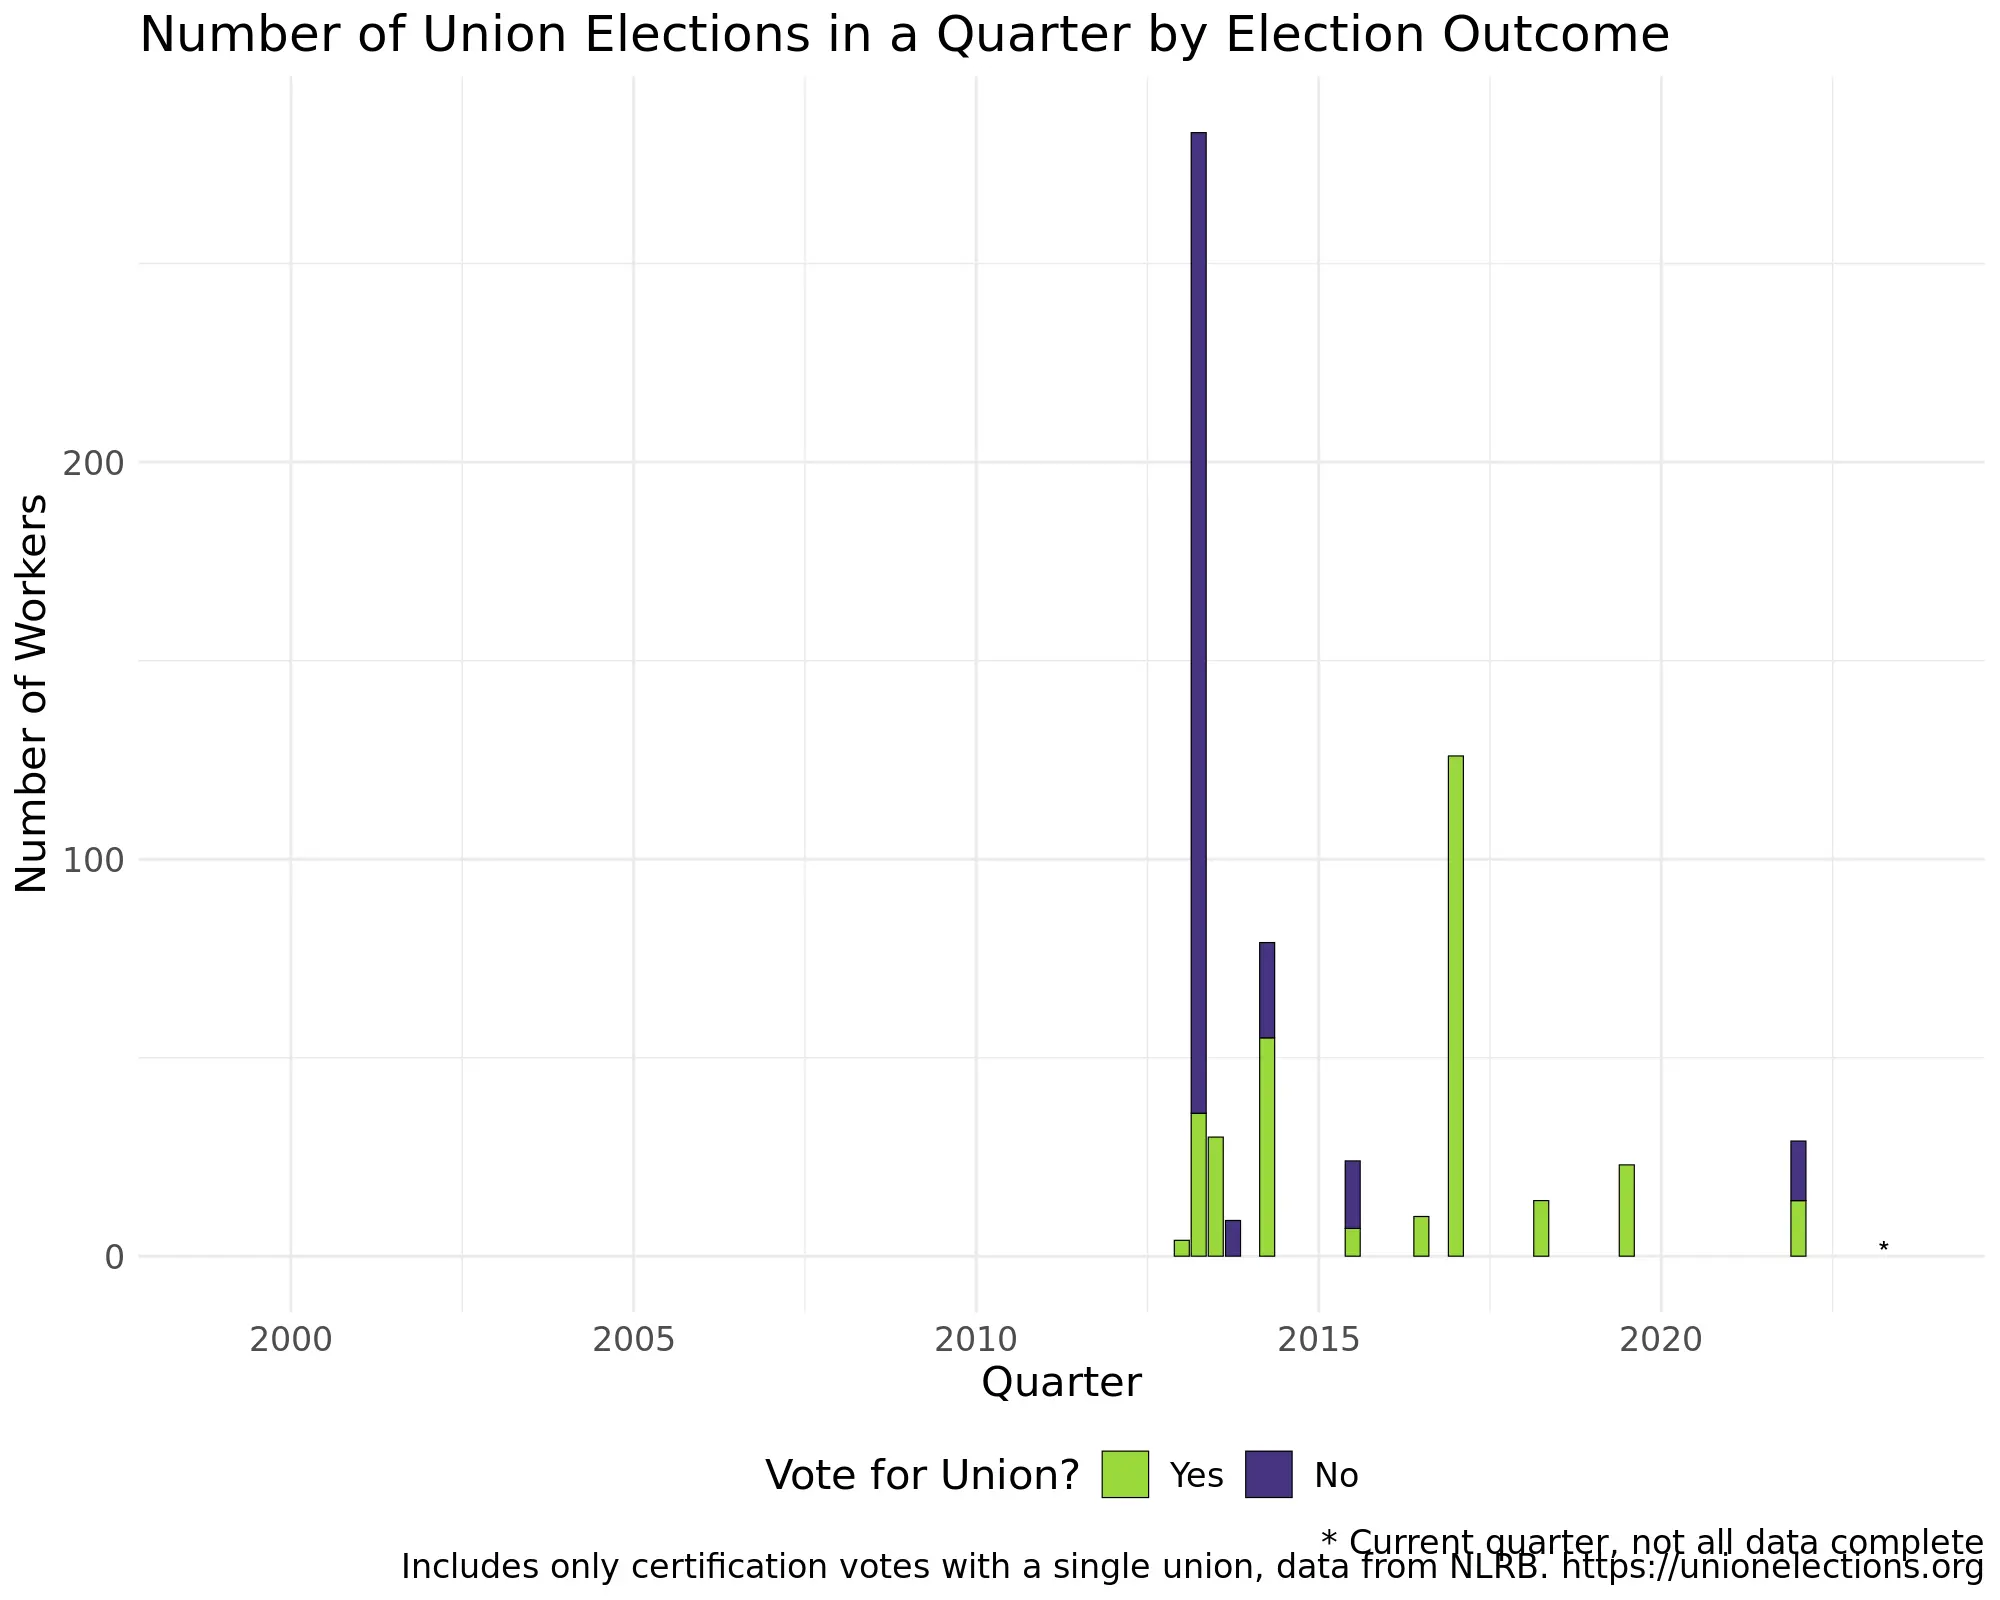 Number of Union Elections in a Quarter by Election Outcome
Number of Workers
200
100
0
*
2000 2005 2010 2015 2020
Quarter
Vote for Union? Yes No
* Current quarter, not all data complete
Includes only certification votes with a single union, data from NLRB. https://unionelections.org